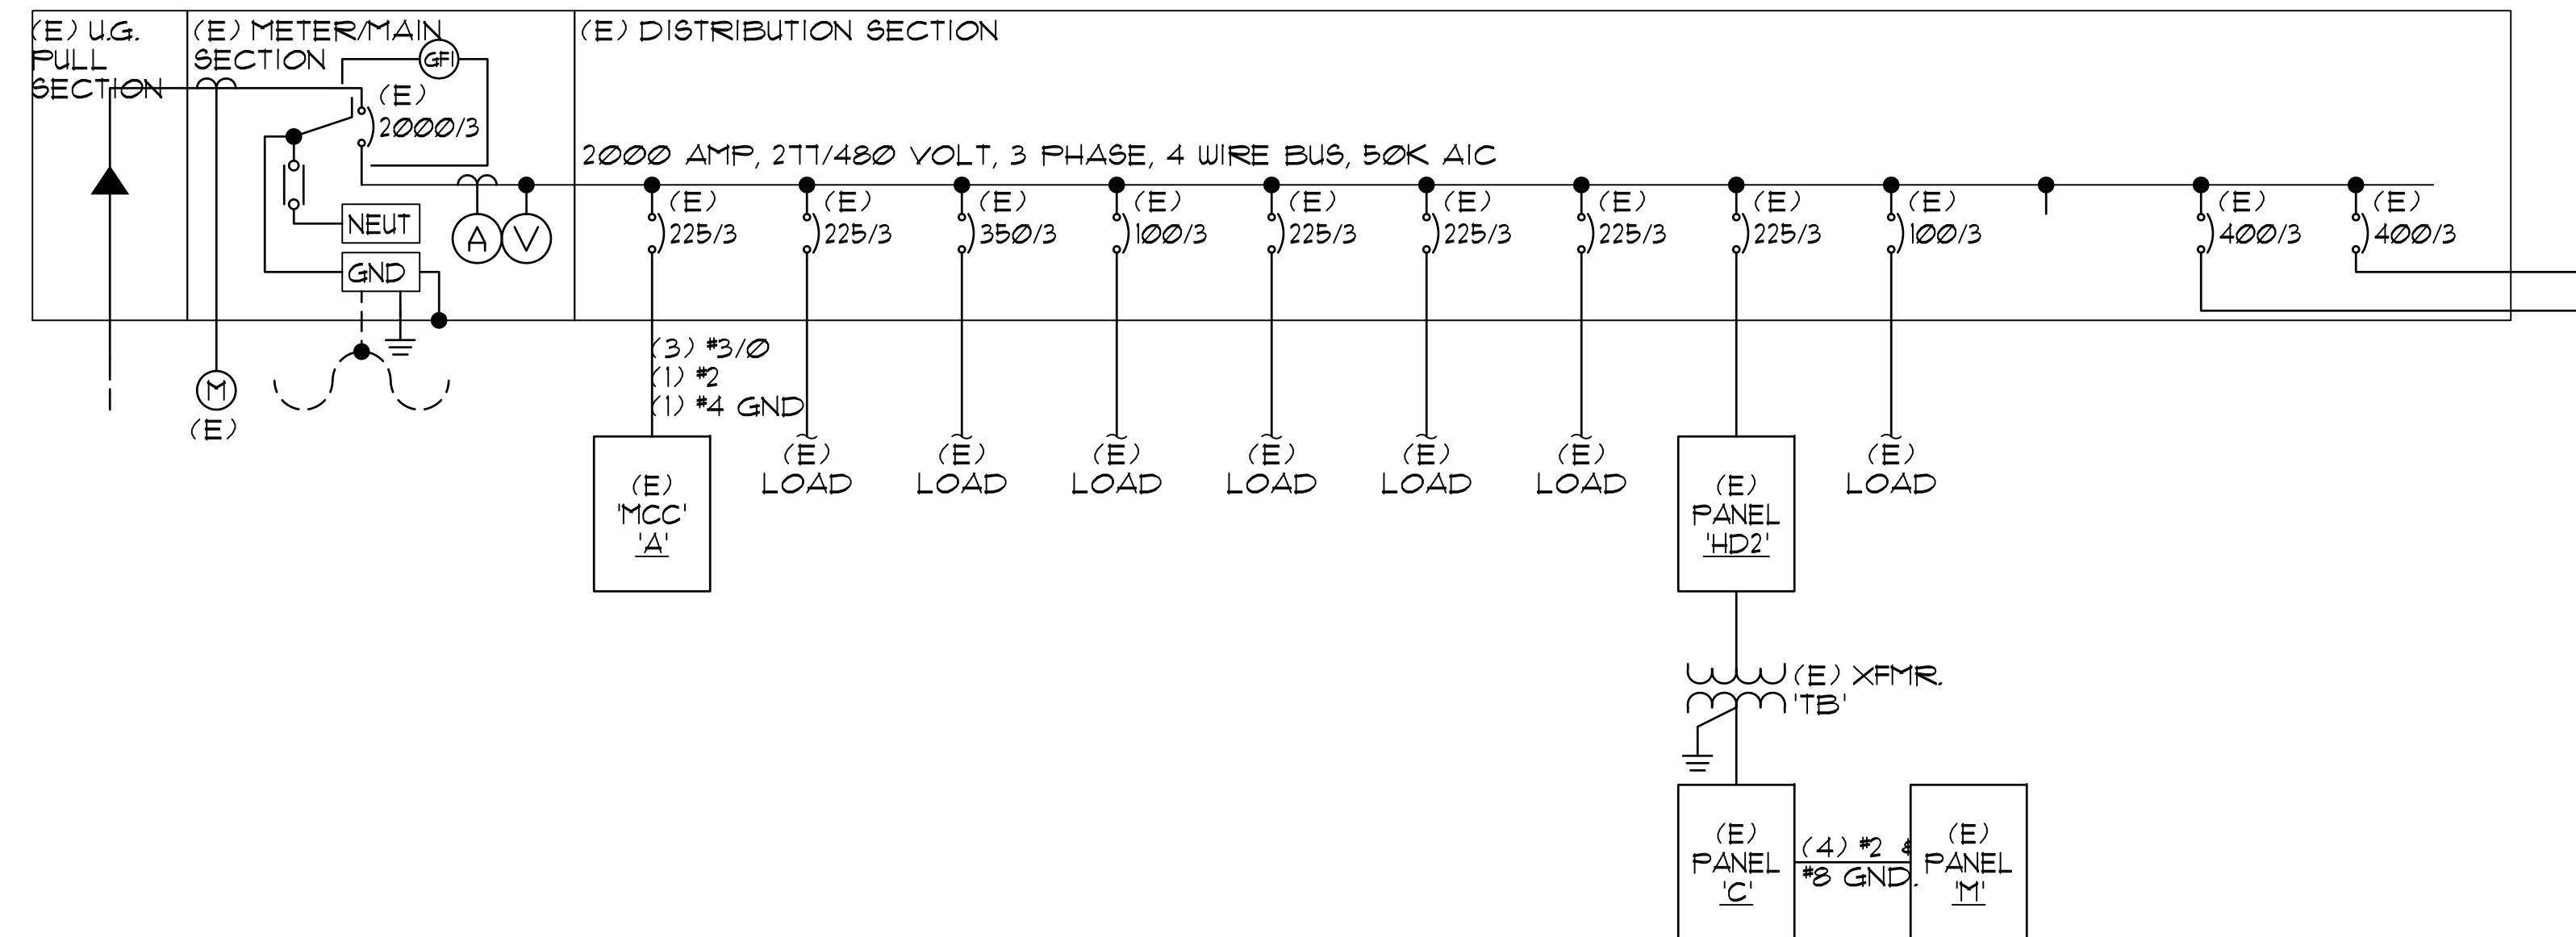 (E) U.G.
PULL
SECTION
(E) METER/MAIN
SECTION
GFI
(E)
2000/3
NEUT
GND
A
V
M
(E)
(E) DISTRIBUTION SECTION
2000 AMP, 277/480 VOLT, 3 PHASE, 4 WIRE BUS, 50K AIC
(E)
225/3
(E)
225/3
(E)
350/3
(E)
100/3
(E)
225/3
(E)
225/3
(E)
225/3
(E)
225/3
(E)
100/3
(E)
400/3
(E)
400/3
(3) #3/0
(1) #2
(1) #4 GND
(E)
'MCC'
'A'
(E)
LOAD
(E)
LOAD
(E)
LOAD
(E)
LOAD
(E)
LOAD
(E)
LOAD
(E)
PANEL
'HD2'
(E)
LOAD
(E) XFMR.
'TB'
(E)
PANEL
'C'
(4) #2 &
#8 GND.
(E)
PANEL
'M'